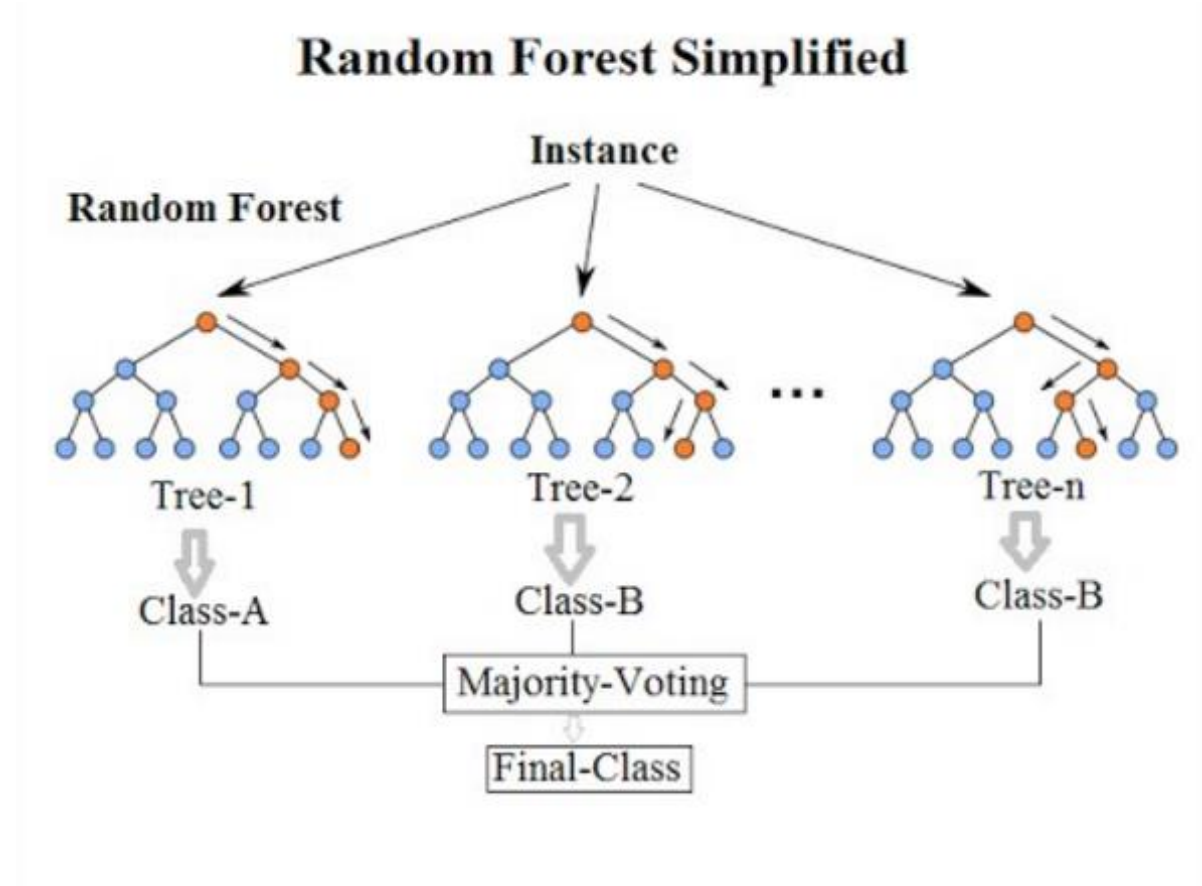 Random Forest Simplified
Instance
Random Forest
...
Tree-1
Tree-2
Tree-n
Class-A
Class-B
Class-B
Majority-Voting
Final-Class